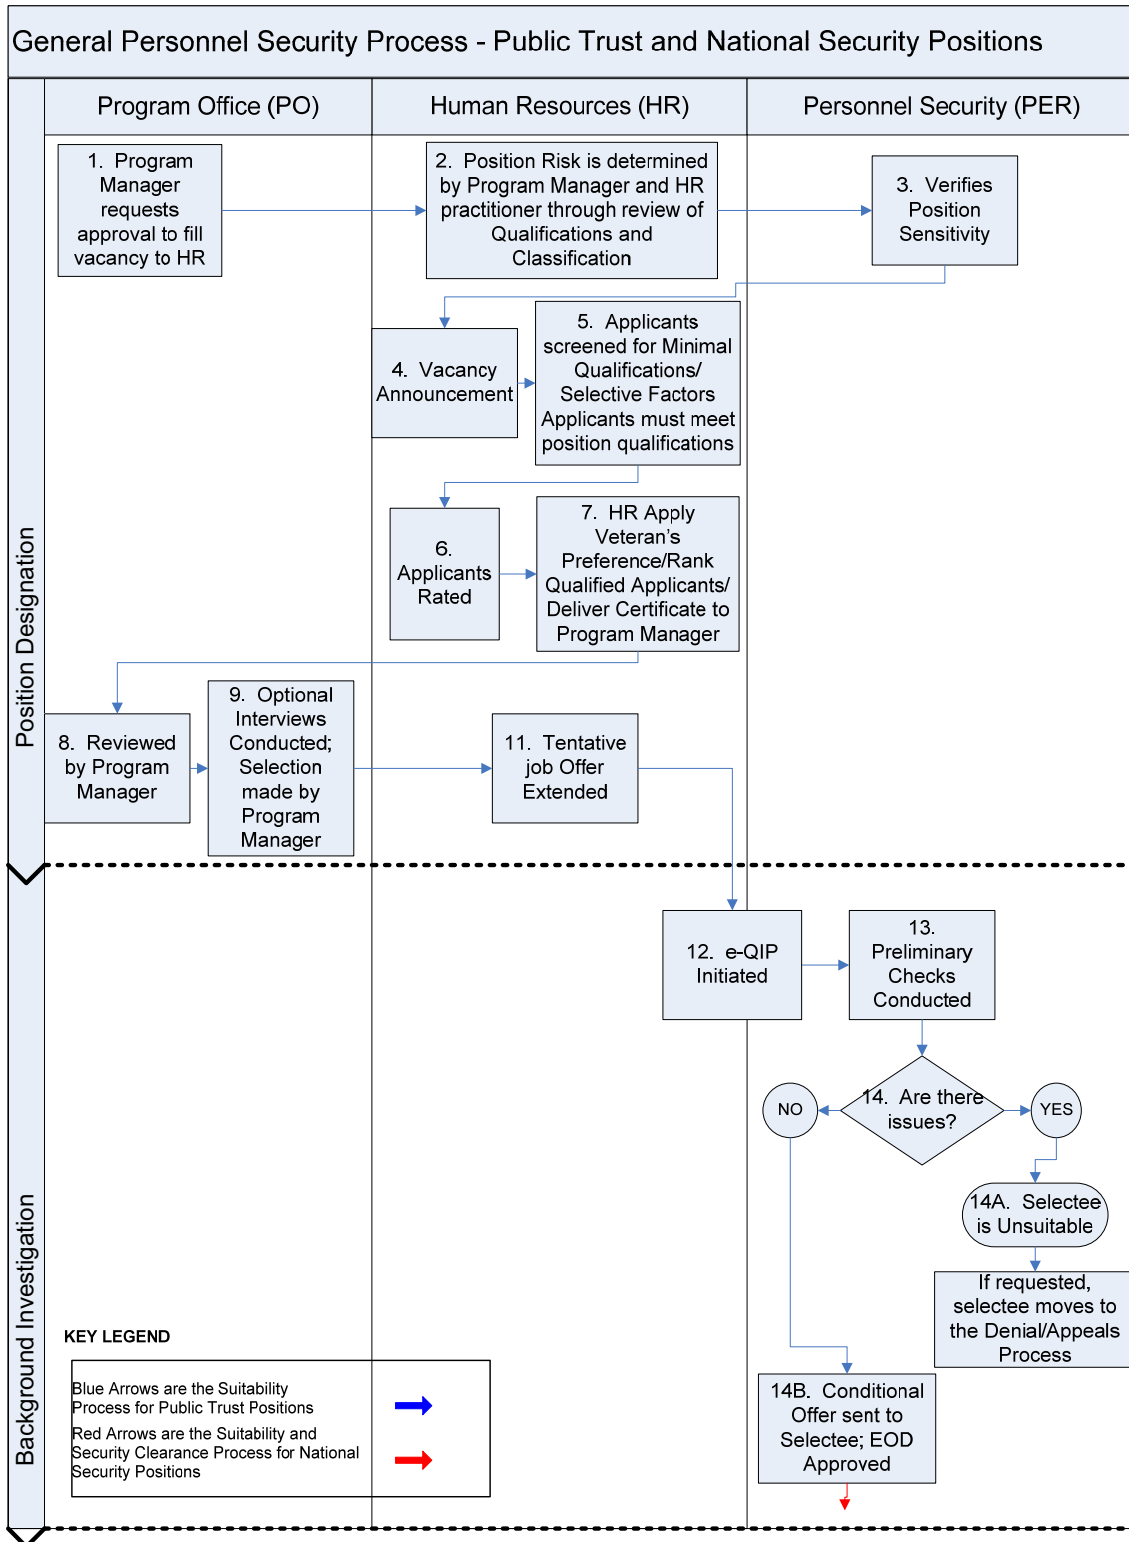 General Personnel Security Process - Public Trust and National Security Positions
Program Office (PO)
Human Resources (HR)
Personnel Security (PER)
Position Designation
1. Program
Manager
requests
approval to fill
vacancy to HR
2. Position Risk is determined
by Program Manager and HR
practitioner through review of
Qualifications and
Classification
3. Verifies
Position
Sensitivity
4. Vacancy
Announcement
5. Applicants
screened for Minimal
Qualifications/
Selective Factors
Applicants must meet
position qualifications
6.
Applicants
Rated
7. HR Apply
Veteran's
Preference/Rank
Qualified Applicants/
Deliver Certificate to
Program Manager
8. Reviewed
by Program
Manager
9. Optional
Interviews
Conducted;
Selection
made by
Program
Manager
11. Tentative
job Offer
Extended
Background Investigation
12. e-QIP
Initiated
13.
Preliminary
Checks
Conducted
14. Are there
issues?
NO
YES
14A. Selectee
is Unsuitable
If requested,
selectee moves to
the Denial/Appeals
Process
14B. Conditional
Offer sent to
Selectee; EOD
Approved
KEY LEGEND
Blue Arrows are the Suitability
Process for Public Trust Positions
Red Arrows are the Suitability and
Security Clearance Process for National
Security Positions